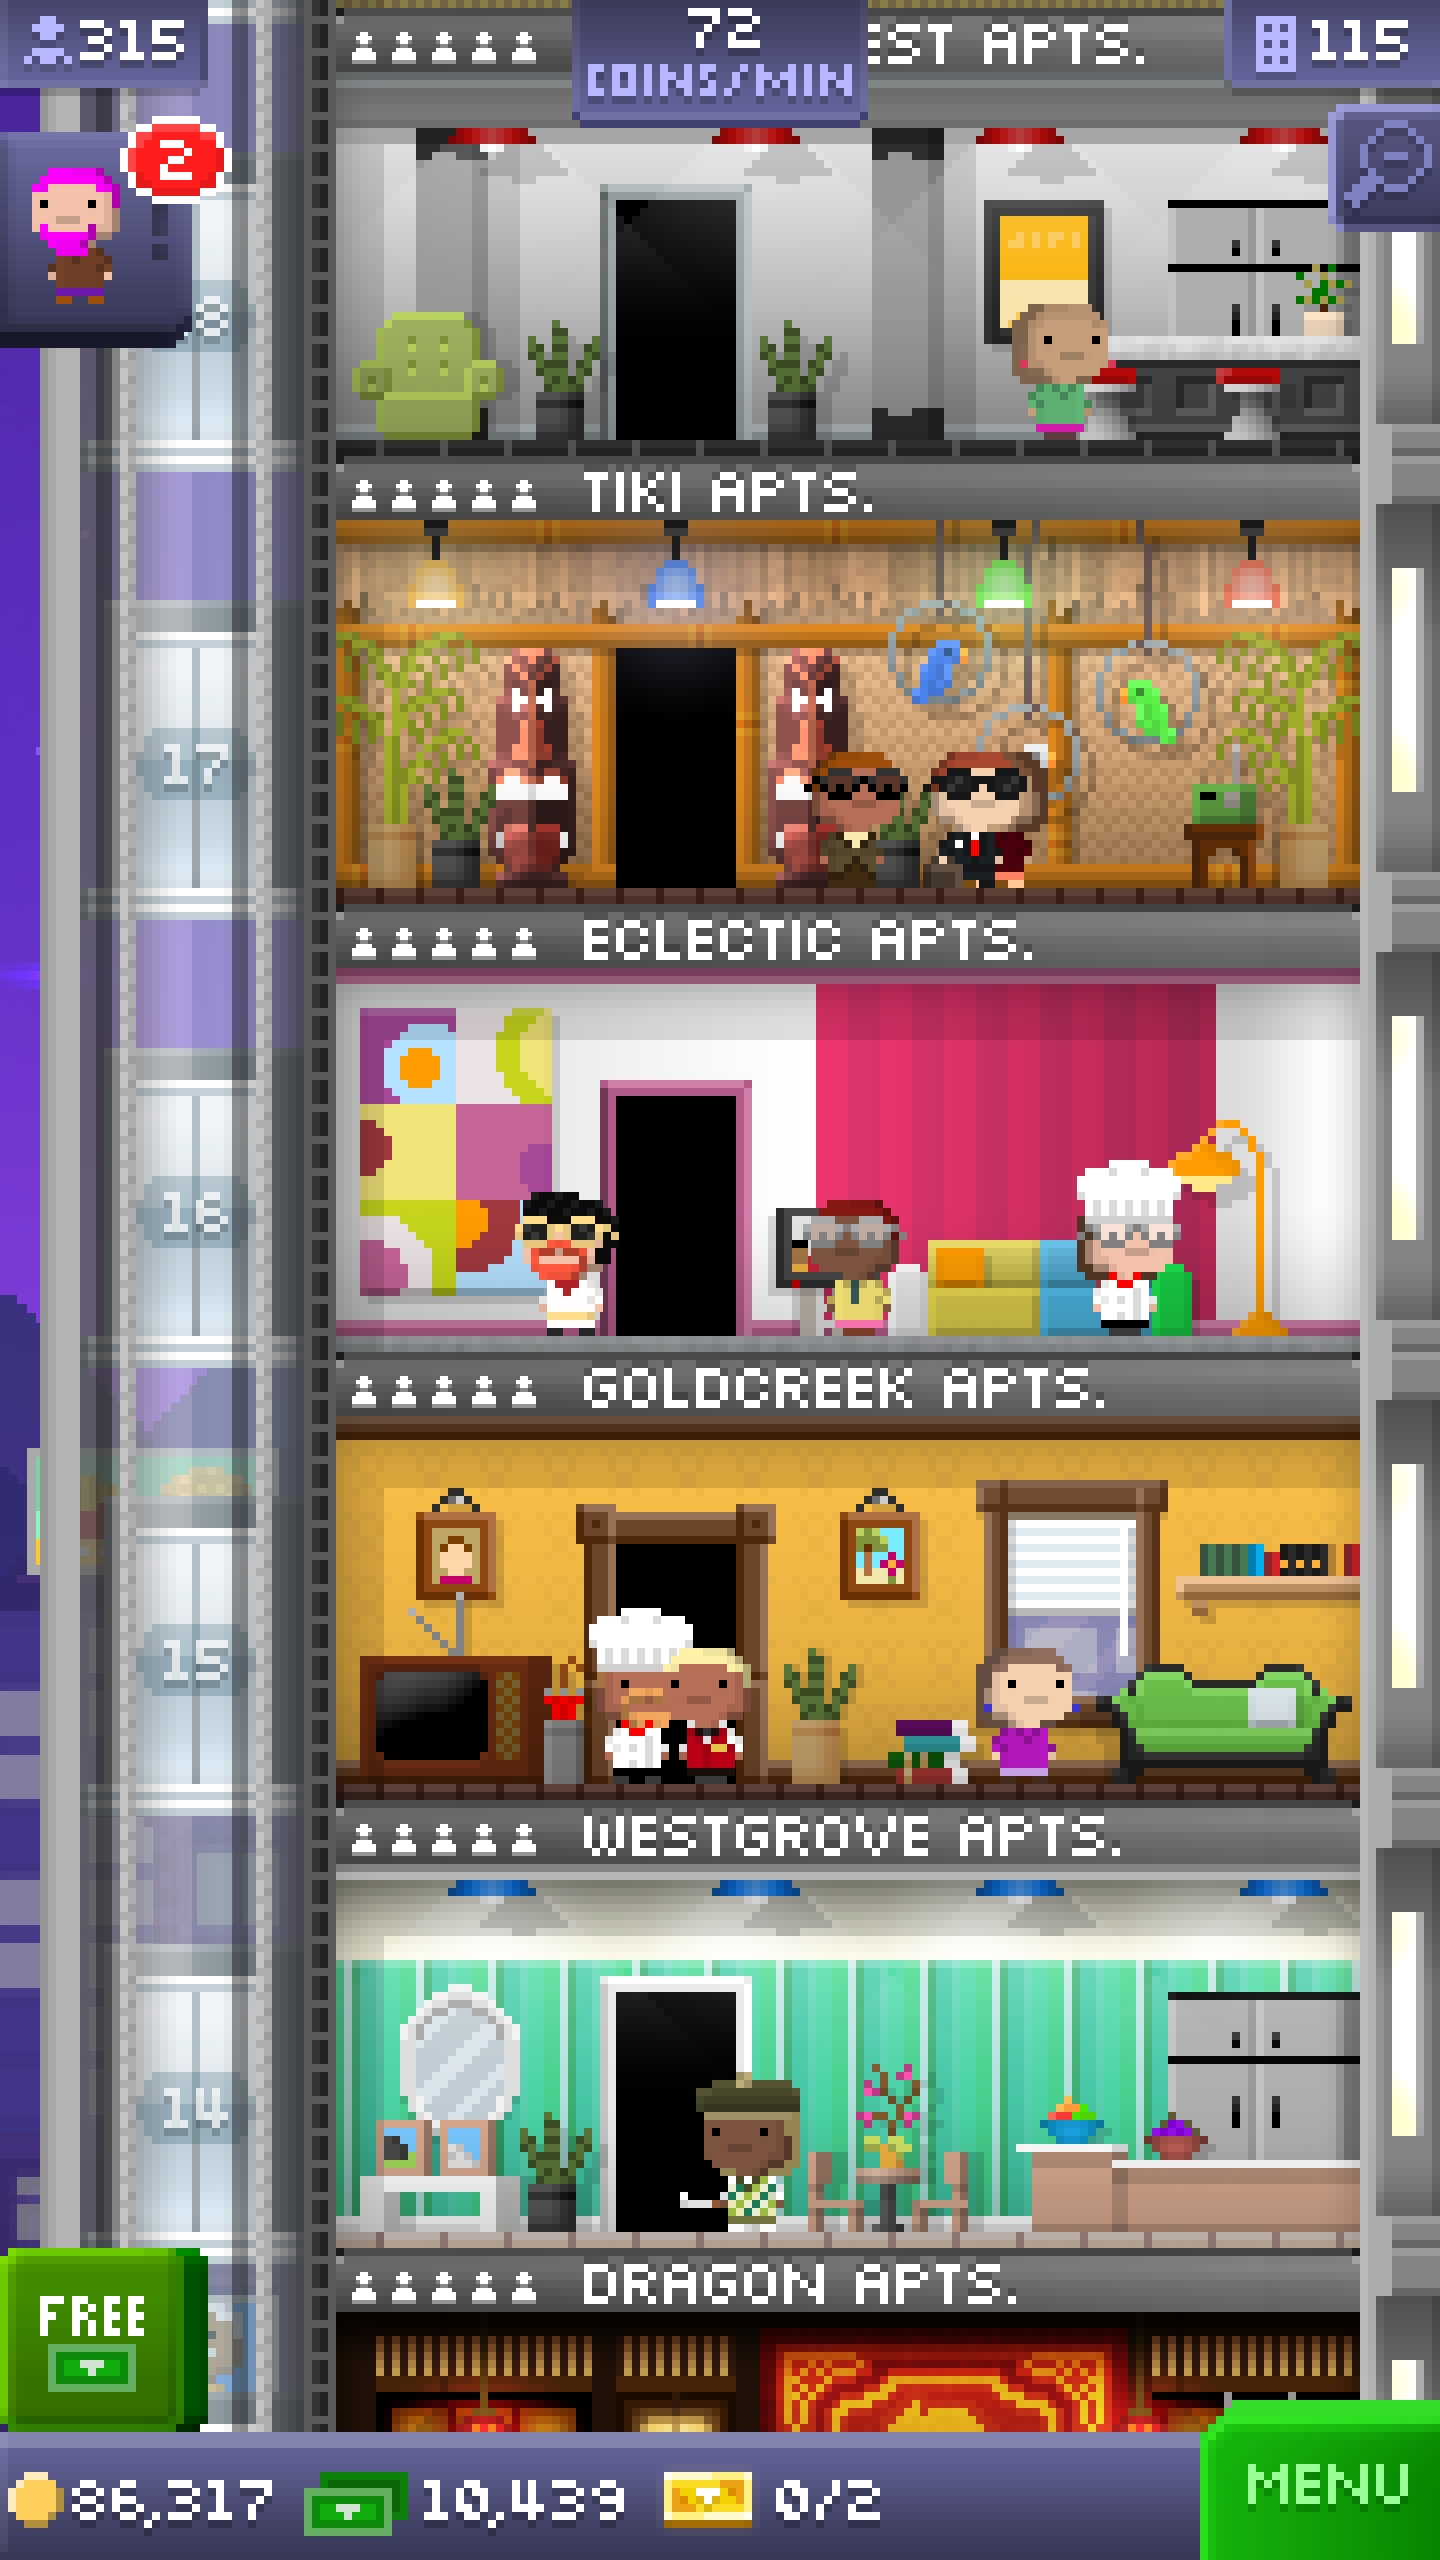 315
72
COINS/MIN
EST APTS.
115
2
8
TIKI APTS.
17
ECLECTIC APTS.
16
GOLDCREEK APTS.
15
WESTGROVE APTS.
14
DRAGON APTS.
FREE
86,317
10,439
0/2
MENU